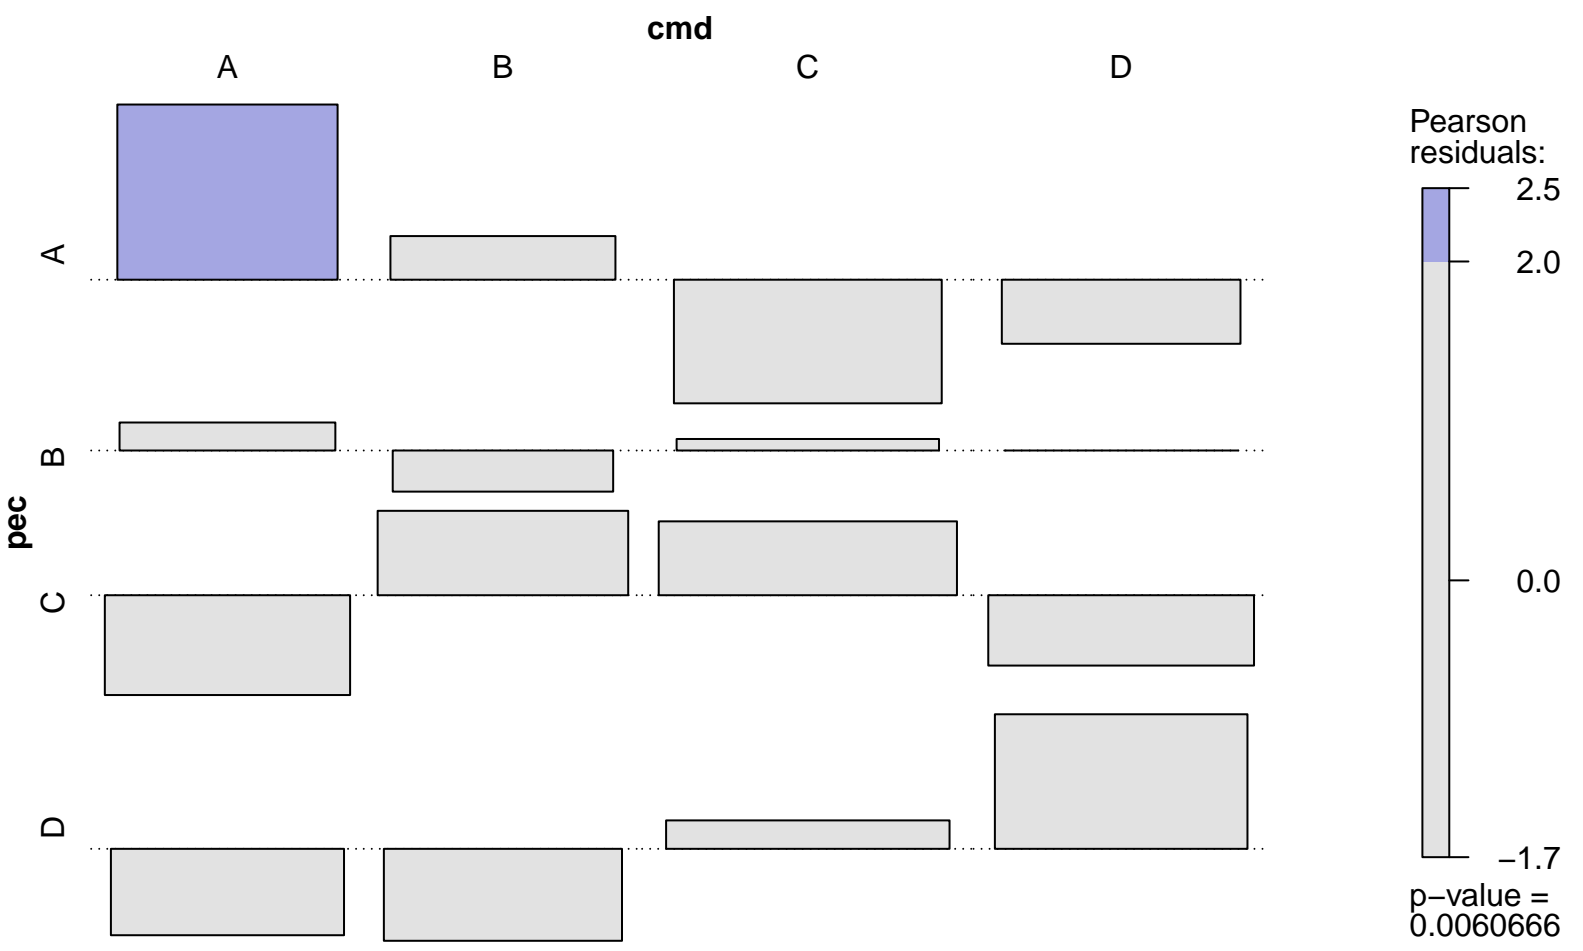 cmd
A B C D
pec
A
B
C
D
Pearson
residuals:
2.5
2.0
0.0
−1.7
p−value =
0.0060666